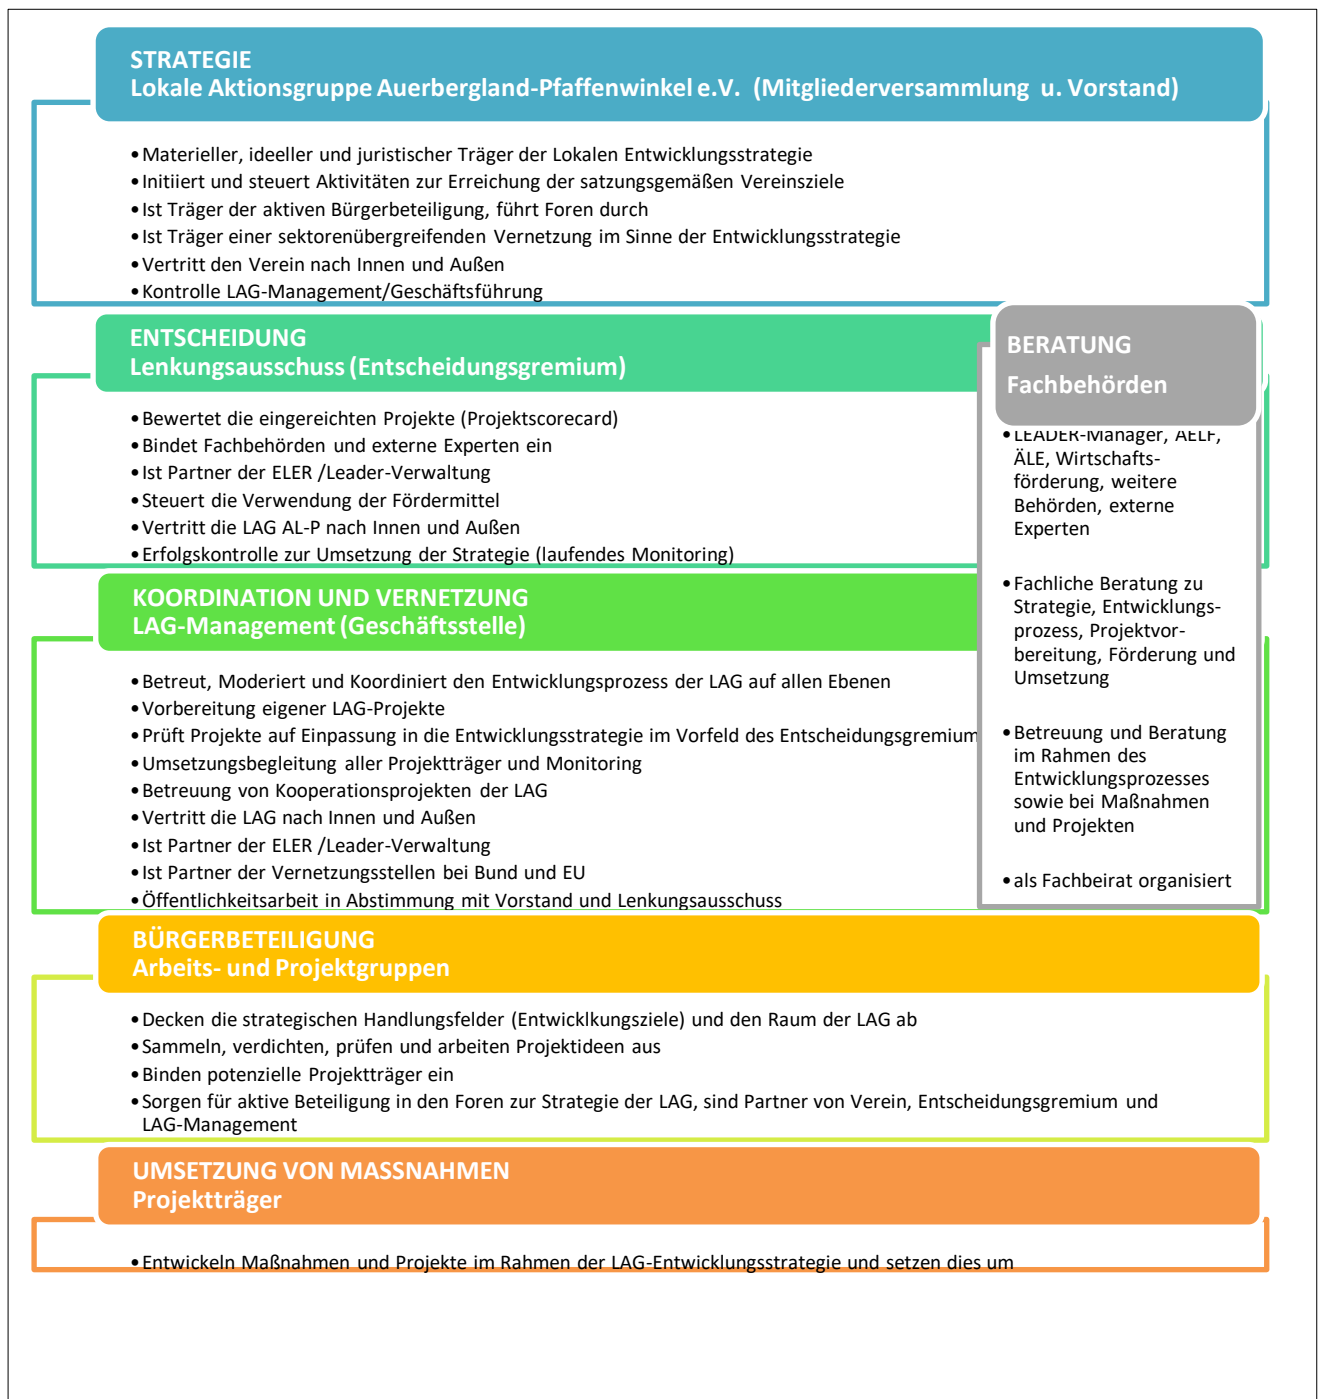 STRATEGIE
Lokale Aktionsgruppe Auerbergland-Pfaffenwinkel e.V. (Mitgliederversammlung u. Vorstand)
•Materieller, ideeller und juristischer Träger der Lokalen Entwicklungsstrategie
•Initiiert und steuert Aktivitäten zur Erreichung der satzungsgemäßen Vereinsziele
•Ist Träger der aktiven Bürgerbeteiligung, führt Foren durch
•Ist Träger einer sektorenübergreifenden Vernetzung im Sinne der Entwicklungsstrategie
•Vertritt den Verein nach Innen und Außen
•Kontrolle LAG-Management/Geschäftsführung
ENTSCHEIDUNG
Lenkungsausschuss (Entscheidungsgremium)
•Bewertet die eingereichten Projekte (Projektscorecard)
•Bindet Fachbehörden und externe Experten ein
•Ist Partner der ELER /Leader-Verwaltung
•Steuert die Verwendung der Fördermittel
•Vertritt die LAG AL-P nach Innen und Außen
•Erfolgskontrolle zur Umsetzung der Strategie (laufendes Monitoring)
KOORDINATION UND VERNETZUNG
LAG-Management (Geschäftsstelle)
•Betreut, Moderiert und Koordiniert den Entwicklungsprozess der LAG auf allen Ebenen
•Vorbereitung eigener LAG-Projekte
•Prüft Projekte auf Einpassung in die Entwicklungsstrategie im Vorfeld des Entscheidungsgremium
•Umsetzungsbegleitung aller Projektträger und Monitoring
•Betreuung von Kooperationsprojekten der LAG
•Vertritt die LAG nach Innen und Außen
•Ist Partner der ELER /Leader-Verwaltung
•Ist Partner der Vernetzungsstellen bei Bund und EU
•Öffentlichkeitsarbeit in Abstimmung mit Vorstand und Lenkungsausschuss
BERATUNG
Fachbehörden
•LEADER-Manager, AELF,
ÄLE, Wirtschafts-
förderung, weitere
Behörden, externe
Experten
•Fachliche Beratung zu
Strategie, Entwicklungs-
prozess, Projektvor-
bereitung, Förderung und
Umsetzung
•Betreuung und Beratung
im Rahmen des
Entwicklungsprozesses
sowie bei Maßnahmen
und Projekten
•als Fachbeirat organisiert
BÜRGERBETEILIGUNG
Arbeits- und Projektgruppen
•Decken die strategischen Handlungsfelder (Entwicklkungsziele) und den Raum der LAG ab
•Sammeln, verdichten, prüfen und arbeiten Projektideen aus
•Binden potenzielle Projektträger ein
•Sorgen für aktive Beteiligung in den Foren zur Strategie der LAG, sind Partner von Verein, Entscheidungsgremium und
LAG-Management
UMSETZUNG VON MASSNAHMEN
Projektträger
•Entwickeln Maßnahmen und Projekte im Rahmen der LAG-Entwicklungsstrategie und setzen dies um